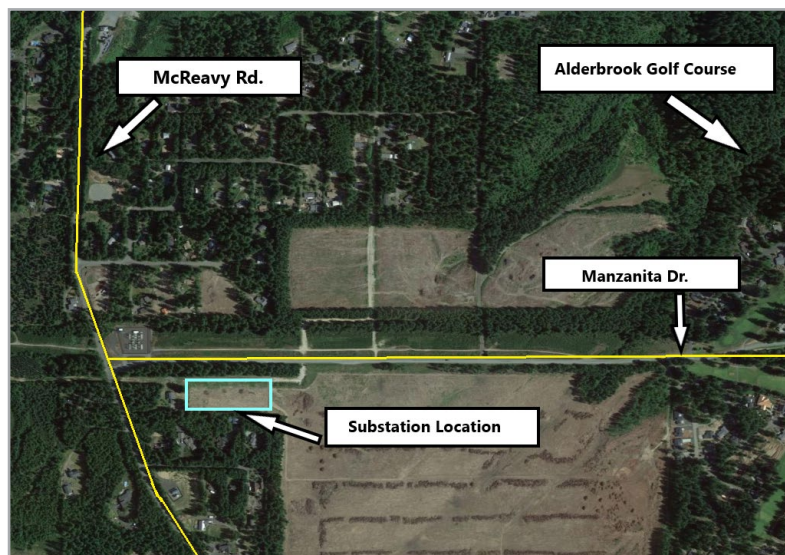 McReavy Rd.
Alderbrook Golf Course
Manzanita Dr.
Substation Location